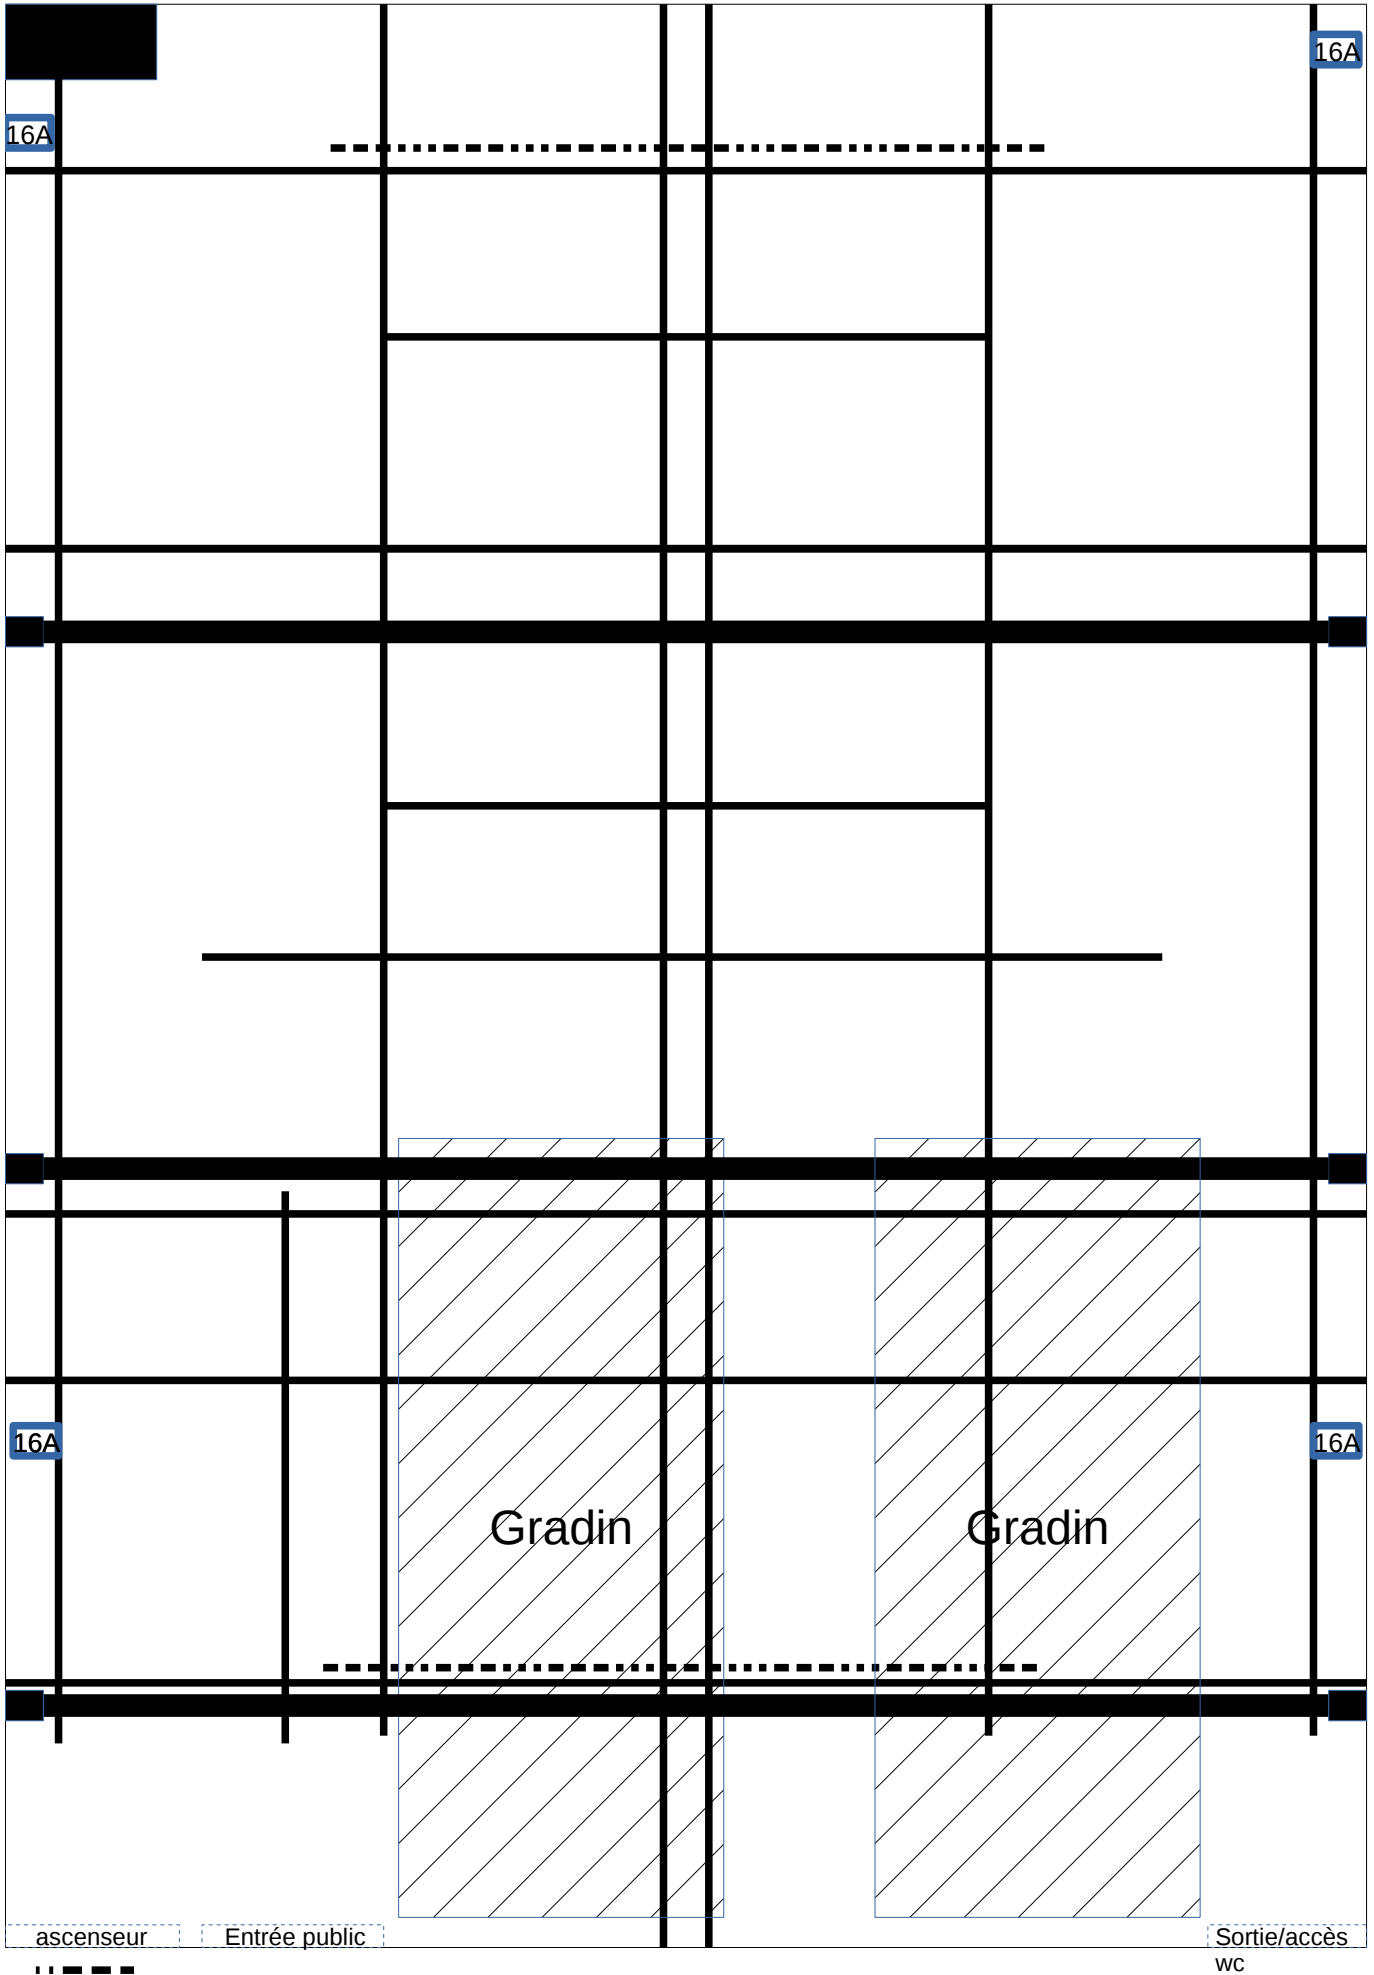 16A
16A
16A
16A
Gradin
Gradin
ascenseur
Entrée public
Sortie/accès
wc